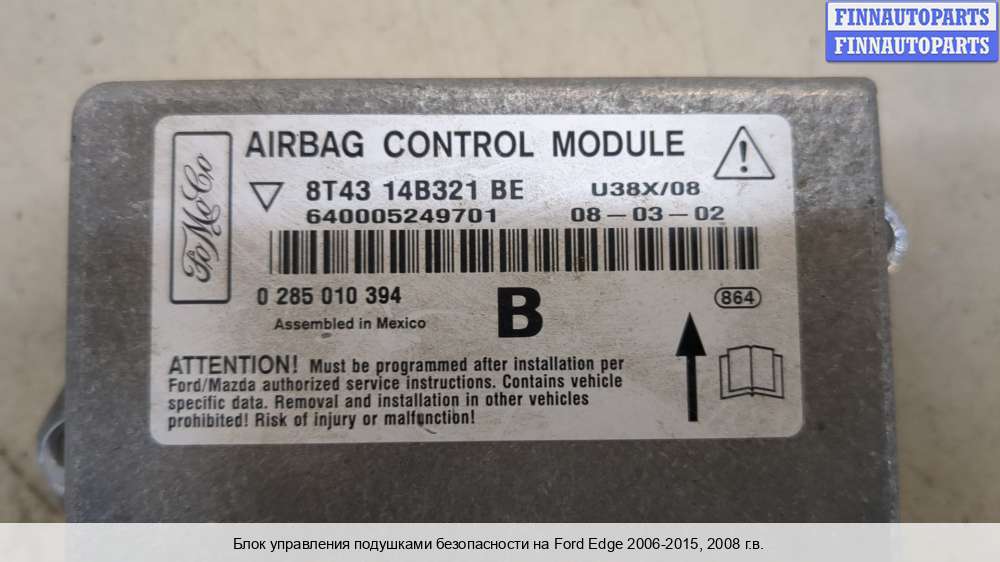 FINNAUTOPARTS
FINNAUTOPARTS
FoMoCo
AIRBAG CONTROL MODULE
8T43 14B321 BE U38X/08
640005249701 08-03-02
0 285 010 394 B 864
Assembled in Mexico
ATTENTION! Must be programmed after installation per
Ford/Mazda authorized service instructions. Contains vehicle
specific data. Removal and installation in other vehicles
prohibited! Risk of injury or malfunction!
Блок управления подушками безопасности на Ford Edge 2006-2015, 2008 г.в.